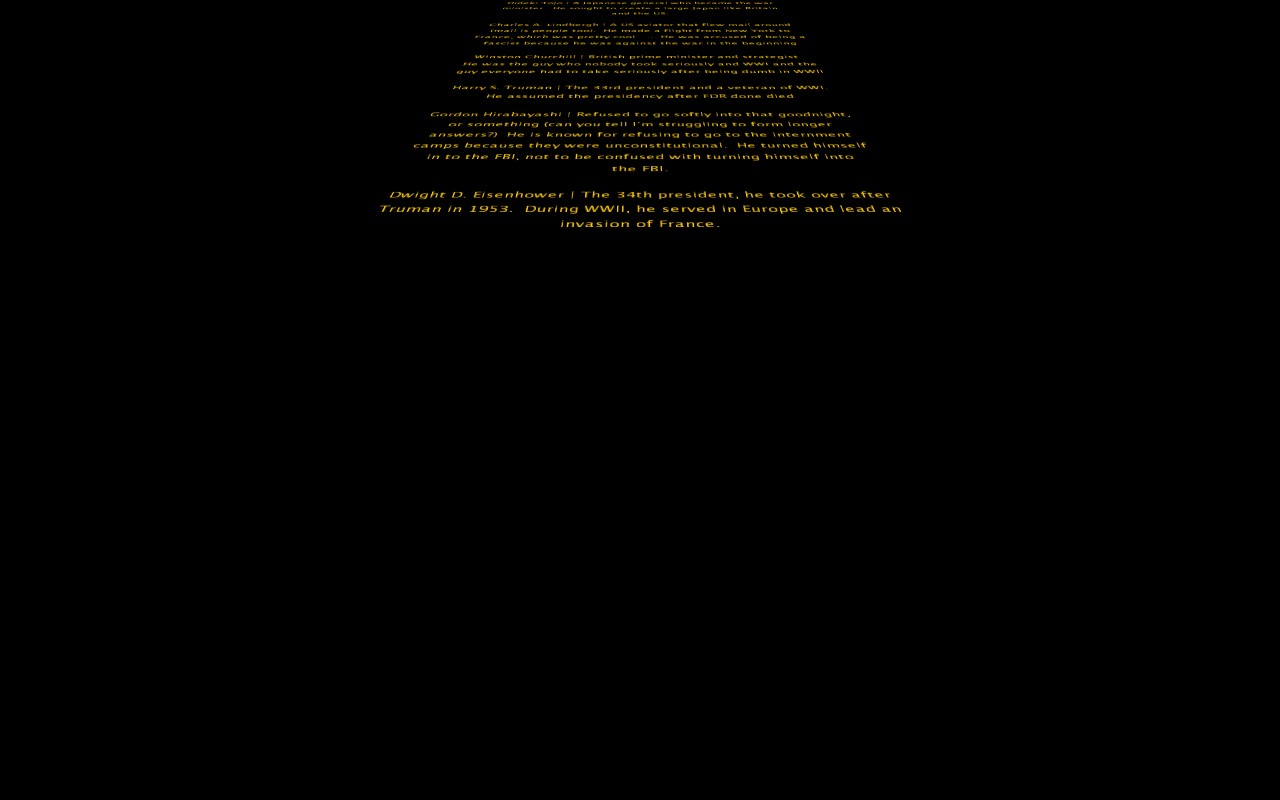 Hideki Tojo | A Japanese general who became the war
minister. He sought to create a large Japan like Britain
and the US.
Charles A. Lindbergh | A US aviator that flew mail around
(mail is people too). He made a flight from New York to
France, which was pretty cool . . . He was accused of being a
fascist because he was against the war in the beginning
Winston Churchill | British prime minister and strategist
He was the guy who nobody took seriously and WWI and the
guy everyone had to take seriously after being dumb in WWII
Harry S. Truman | The 33rd president and a veteran of WWI.
He assumed the presidency after FDR done died
Gordon Hirabayashi | Refused to go softly into that goodnight,
or something (can you tell I'm struggling to form longer
answers?) He is known for refusing to go to the internment
camps because they were unconstitutional. He turned himself
in to the FBI, not to be confused with turning himself into
the FBI.
Dwight D. Eisenhower | The 34th president, he took over after
Truman in 1953. During WWII, he served in Europe and lead an
invasion of France.